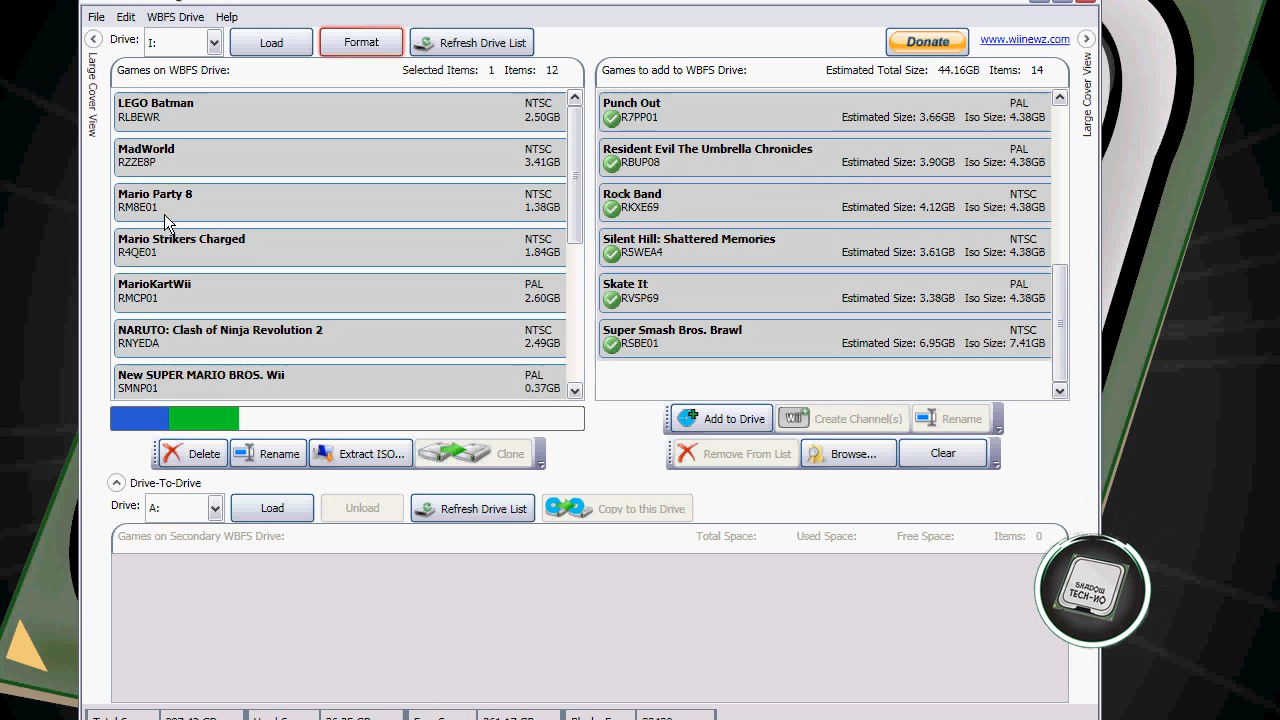 File Edit WBFS Drive Help
Drive: I: Load Format Refresh Drive List Donate www.wiinewz.com
Large Cover View
Games on WBFS Drive: Selected Items: 1 Items: 12
LEGO Batman NTSC
RLBEWR 2.50GB
MadWorld NTSC
RZZE8P 3.41GB
Mario Party 8 NTSC
RM8E01 1.38GB
Mario Strikers Charged NTSC
R4QE01 1.84GB
MarioKartWii PAL
RMCP01 2.60GB
NARUTO: Clash of Ninja Revolution 2 NTSC
RNYEDA 2.49GB
New SUPER MARIO BROS. Wii PAL
SMNP01 0.37GB
Games to add to WBFS Drive: Estimated Total Size: 44.16GB Items: 14
Punch Out PAL
R7PP01 Estimated Size: 3.66GB Iso Size: 4.38GB
Resident Evil The Umbrella Chronicles PAL
RBUP08 Estimated Size: 3.90GB Iso Size: 4.38GB
Rock Band NTSC
RKXE69 Estimated Size: 4.12GB Iso Size: 4.38GB
Silent Hill: Shattered Memories NTSC
R5WEA4 Estimated Size: 3.61GB Iso Size: 4.38GB
Skate It PAL
RVSP69 Estimated Size: 3.38GB Iso Size: 4.38GB
Super Smash Bros. Brawl NTSC
RSBE01 Estimated Size: 6.95GB Iso Size: 7.41GB
Large Cover View
Add to Drive Create Channel(s) Rename
Delete Rename Extract ISO... Clone
Remove From List Browse... Clear
Drive-To-Drive
Drive: A: Load Unload Refresh Drive List Copy to this Drive
Games on Secondary WBFS Drive: Total Space: Used Space: Free Space: Items: 0
SHADOW
TECH-NO